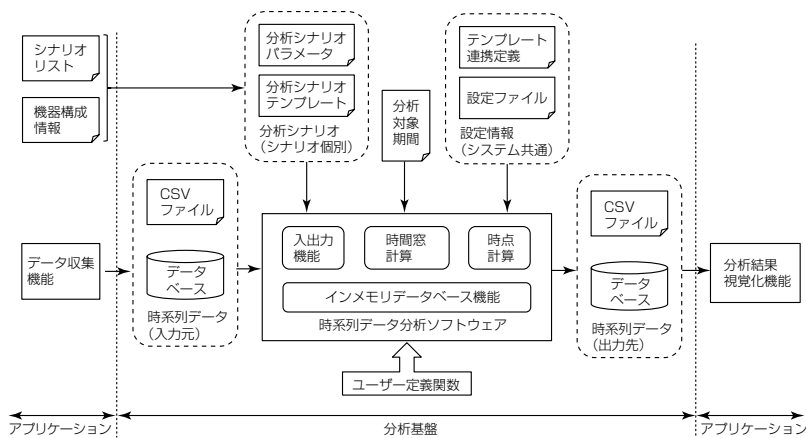 シナリオ
リスト
機器構成
情報
分析シナリオ
パラメータ
分析シナリオ
テンプレート
分析シナリオ
（シナリオ個別）
分析
対象
期間
テンプレート
連携定義
設定ファイル
設定情報
（システム共通）
データ収集
機能
CSV
ファイル
データ
ベース
時系列データ
（入力元）
入出力
機能
時間窓
計算
時点
計算
インメモリデータベース機能
時系列データ分析ソフトウェア
ユーザー定義関数
CSV
ファイル
データ
ベース
時系列データ
（出力先）
分析結果
視覚化機能
アプリケーション
分析基盤
アプリケーション